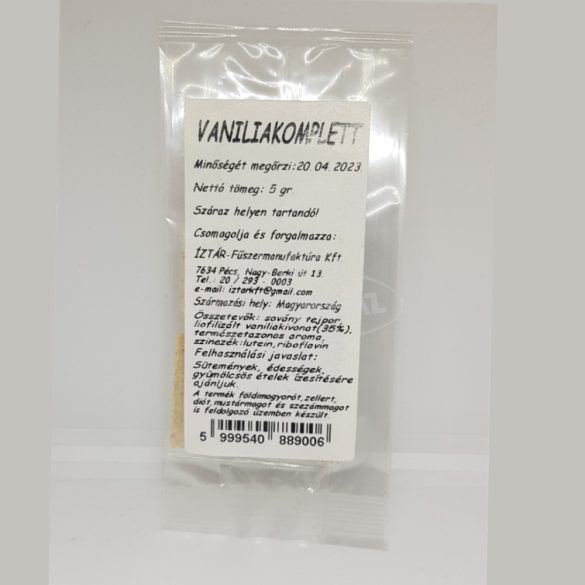 VANILIAKOMPLETT
Minőségét megőrzi:20.04.2023.
Nettó tömeg: 5 gr
Száraz helyen tartandó!
Csomagolja és forgalmazza:
ÍZTÁR-Fűszermanufaktúra Kft.
7634 Pécs, Nagy-Berki út 13.
Tel.: 20 / 293 - 0003
e-mail: iztarkft@gmail.com
Származási hely: Magyarország
Összetevők: sovány tejpor,
liofilizált vaniliakivonat(35%),
természetazonos aroma,
szinezék:lutein,riboflavin
Felhasználási javaslat:
Sütemények, édességek,
gyümölcsös ételek ízesítésére
ajánljuk.
A termék földimogyorót, zellert,
diót, mustármagot és szezámmagot
is feldolgozó üzemben készült.
5 999540 889006